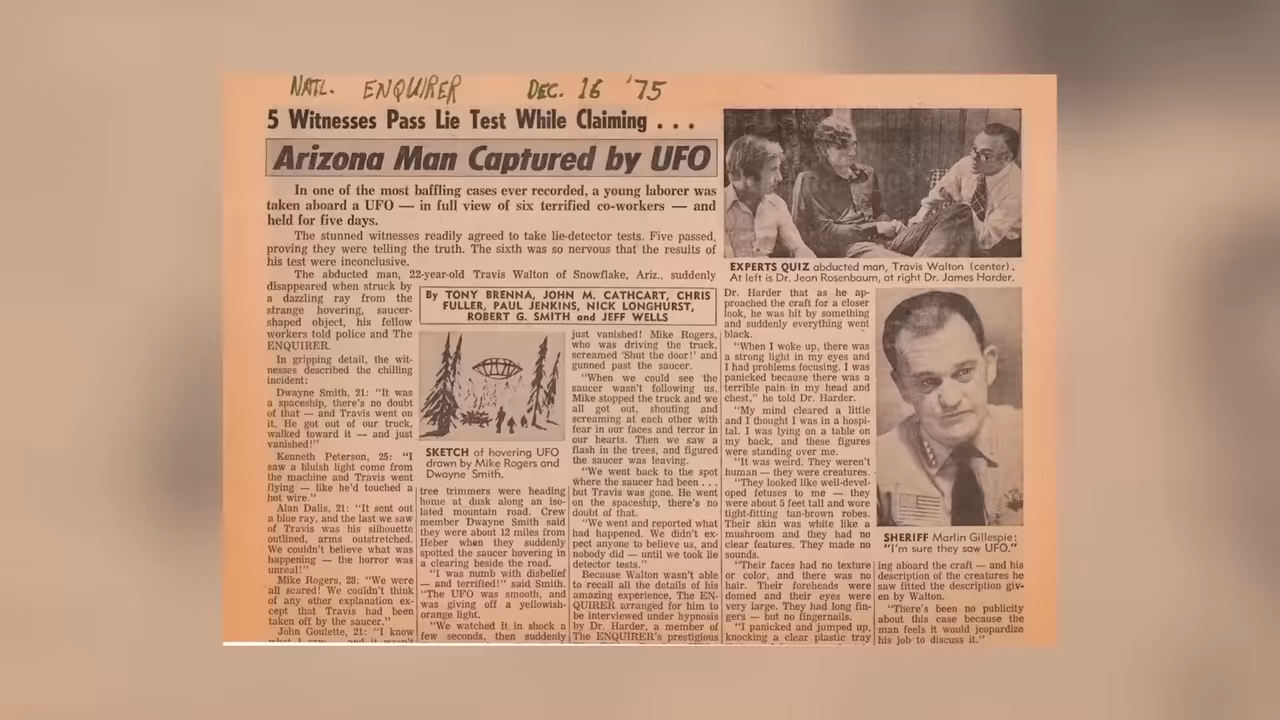 NATL. ENQUIRER DEC. 16 '75
5 Witnesses Pass Lie Test While Claiming . . .
Arizona Man Captured by UFO
In one of the most baffling cases ever recorded, a young laborer was
taken aboard a UFO — in full view of six terrified co-workers — and
held for five days.
The stunned witnesses readily agreed to take lie-detector tests. Five passed,
proving they were telling the truth. The sixth was so nervous that the results of
his test were inconclusive.
The abducted man, 22-year-old Travis Walton of Snowflake, Ariz., suddenly
disappeared when struck by
a dazzling ray from the
strange hovering, saucer-
shaped object, his fellow
workers told police and The
ENQUIRER.
In gripping detail, the wit-
nesses described the chilling
incident:
Dwayne Smith, 21: "It was
a spaceship, there's no doubt
of that — and Travis went on
it. He got out of our truck,
walked toward it — and just
vanished!"
Kenneth Peterson, 25: "I
saw a bluish light come from
the machine and Travis went
flying — like he'd touched a
hot wire."
Alan Dalis, 21: "It sent out
a blue ray, and the last we saw
of Travis was his silhouette
outlined, arms outstretched.
We couldn't believe what was
happening — the horror was
unreal!"
Mike Rogers, 28: "We were
all scared! We couldn't think
of any other explanation ex-
cept that Travis had been
taken off by the saucer."
John Goulette, 21: "I know
By TONY BRENNA, JOHN M. CATHCART, CHRIS
FULLER, PAUL JENKINS, NICK LONGHURST,
ROBERT G. SMITH and JEFF WELLS
SKETCH of hovering UFO
drawn by Mike Rogers and
Dwayne Smith.
tree trimmers were heading
home at dusk along an iso-
lated mountain road. Crew
member Dwayne Smith said
they were about 12 miles from
Heber when they suddenly
spotted the saucer hovering in
a clearing beside the road.
"I was numb with disbelief
— and terrified!" said Smith.
"The UFO was smooth, and
was giving off a yellowish-
orange light.
"We watched it in shock a
few seconds, then suddenly
just vanished! Mike Rogers,
who was driving the truck,
screamed 'Shut the door!' and
gunned past the saucer.
"When we could see the
saucer wasn't following us,
Mike stopped the truck and we
all got out, shouting and
screaming at each other with
fear in our faces and terror in
our hearts. Then we saw a
flash in the trees, and figured
the saucer was leaving.
"We went back to the spot
where the saucer had been . . .
but Travis was gone. He went
on the spaceship, there's no
doubt of that.
"We went and reported what
had happened. We didn't ex-
pect anyone to believe us, and
nobody did — until we took lie
detector tests."
Because Walton wasn't able
to recall all the details of his
amazing experience, The EN-
QUIRER arranged for him to
be interviewed under hypnosis
by Dr. Harder, a member of
The ENQUIRER'S prestigious
EXPERTS QUIZ abducted man, Travis Walton (center).
At left is Dr. Jean Rosenbaum, at right Dr. James Harder.
Dr. Harder that as he ap-
proached the craft for a closer
look, he was hit by something
and suddenly everything went
black.
"When I woke up, there was
a strong light in my eyes and
I had problems focusing. I was
panicked because there was a
terrible pain in my head and
chest," he told Dr. Harder.
"My mind cleared a little
and I thought I was in a hospi-
tal. I was lying on a table on
my back, and these figures
were standing over me.
"It was weird. They weren't
human — they were creatures.
"They looked like well-devel-
oped fetuses to me — they
were about 5 feet tall and wore
tight-fitting tan-brown robes.
Their skin was white like a
mushroom and they had no
clear features. They made no
sounds.
"Their faces had no texture
or color, and there was no
hair. Their foreheads were
domed and their eyes were
very large. They had long fin-
gers — but no fingernails.
"I panicked and jumped up,
knocking a clear plastic tray
SHERIFF Marlin Gillespie:
"I'm sure they saw UFO."
ing aboard the craft — and his
description of the creatures he
saw fitted the description giv-
en by Walton.
"There's been no publicity
about this case because the
man feels it would jeopardize
his job to discuss it."